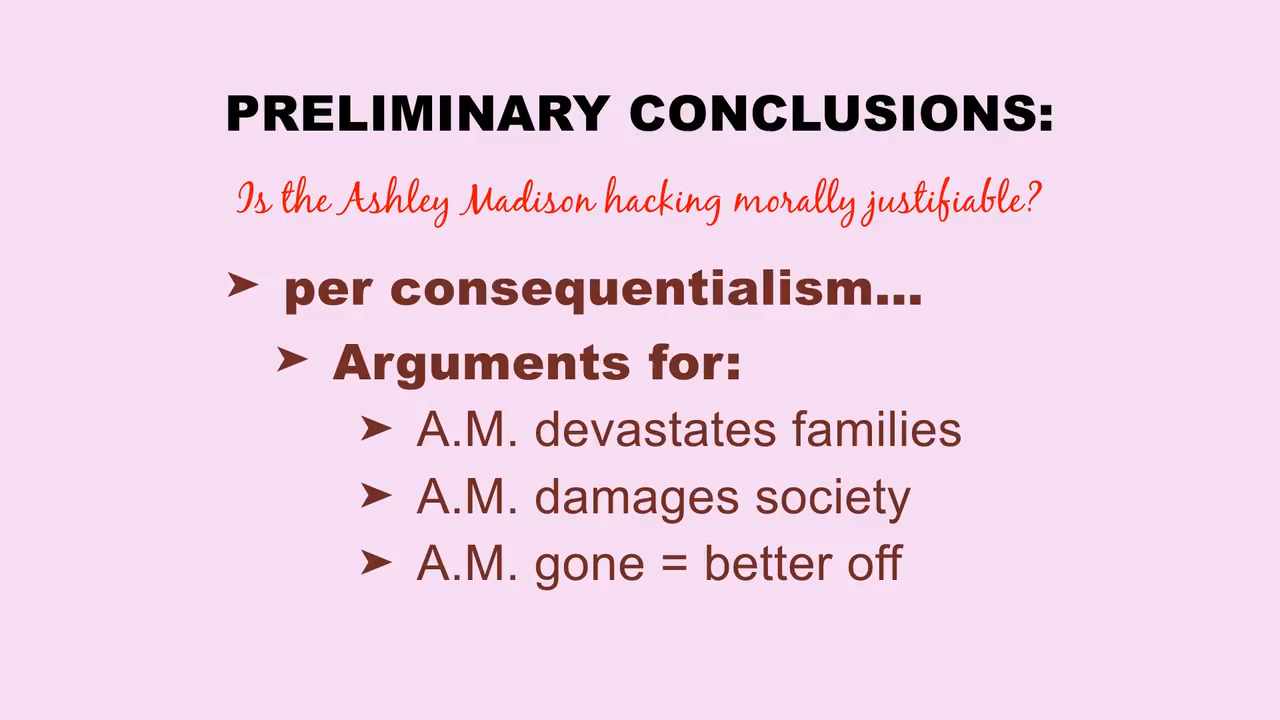 PRELIMINARY CONCLUSIONS:
Is the Ashley Madison hacking morally justifiable?
➤ per consequentialism...
➤ Arguments for:
➤ A.M. devastates families
➤ A.M. damages society
➤ A.M. gone = better off